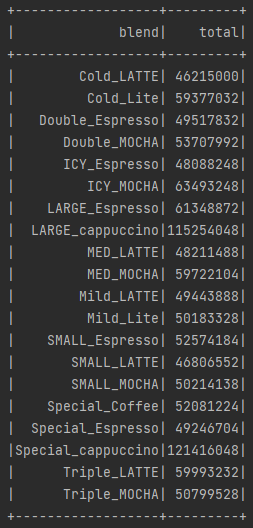 +------------------+---------+
|             blend|    total|
+------------------+---------+
|        Cold_LATTE| 46215000|
|         Cold_Lite| 59377032|
|   Double_Espresso| 49517832|
|      Double_MOCHA| 53707992|
|      ICY_Espresso| 48088248|
|         ICY_MOCHA| 63493248|
|    LARGE_Espresso| 61348872|
|  LARGE_cappuccino|115254048|
|         MED_LATTE| 48211488|
|         MED_MOCHA| 59722104|
|        Mild_LATTE| 49443888|
|         Mild_Lite| 50183328|
|    SMALL_Espresso| 52574184|
|       SMALL_LATTE| 46806552|
|       SMALL_MOCHA| 50214138|
|    Special_Coffee| 52081224|
|  Special_Espresso| 49246704|
|Special_cappuccino|121416048|
|      Triple_LATTE| 59993232|
|      Triple_MOCHA| 50799528|
+------------------+---------+